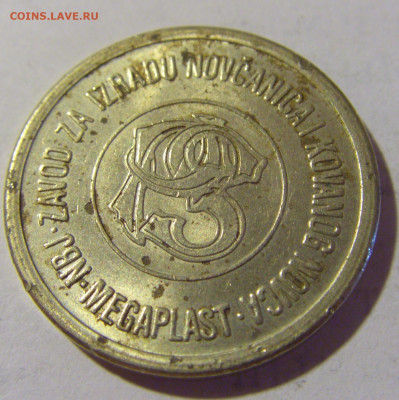 COINS.LAVE.RU
ZAVOD ZA IZRADU NOVČANICA I KOVANOG NOVCA · NBJ-MEGAPLAST ·